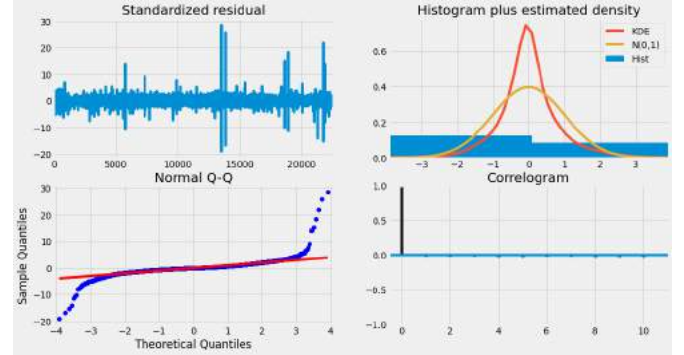 Standardized residual
30
20
10
0
−10
−20
0 5000 10000 15000 20000
Histogram plus estimated density
KDE
N(0,1)
Hist
0.6
0.4
0.2
0.0
−3 −2 −1 0 1 2 3
Normal Q-Q
Sample Quantiles
30
20
10
0
−10
−20
−4 −3 −2 −1 0 1 2 3 4
Theoretical Quantiles
Correlogram
1.0
0.5
0.0
−0.5
−1.0
0 2 4 6 8 10